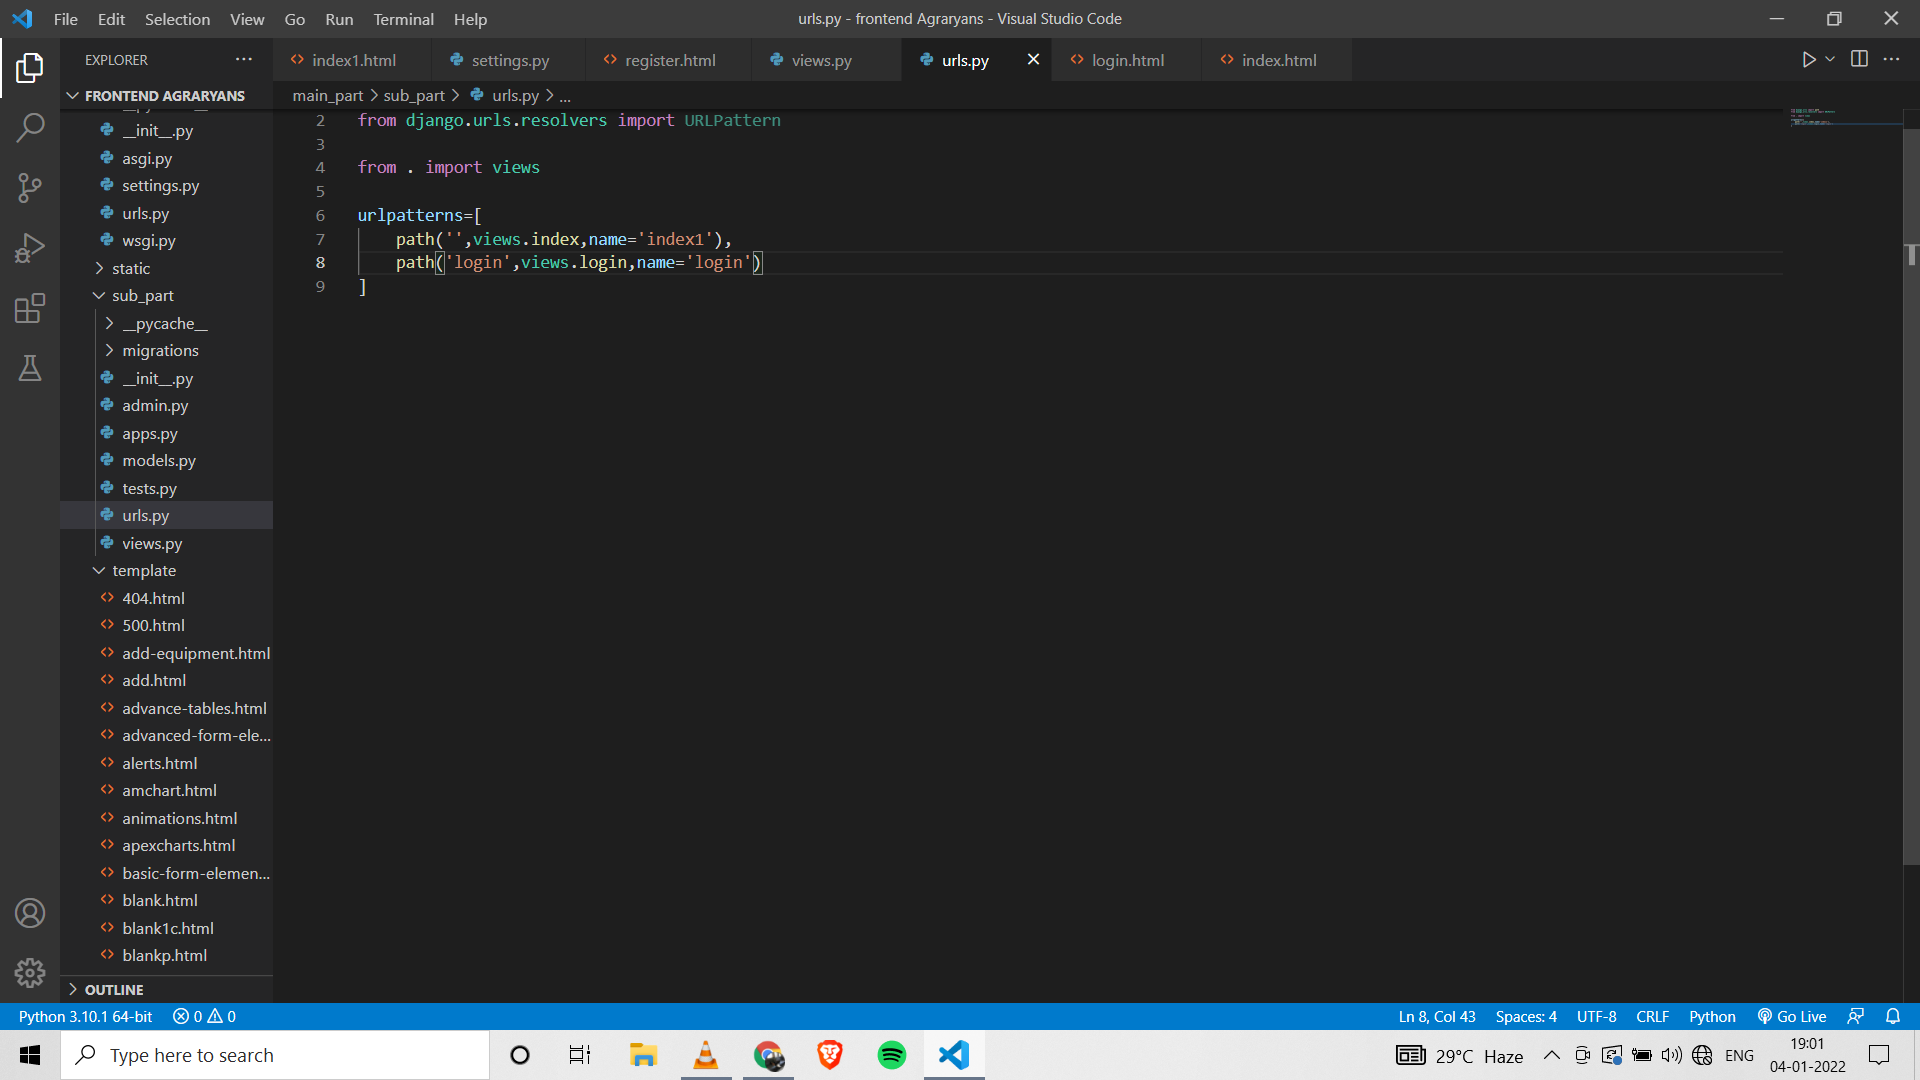 File Edit Selection View Go Run Terminal Help
urls.py - frontend Agraryans - Visual Studio Code
EXPLORER
index1.html
settings.py
register.html
views.py
urls.py
login.html
index.html
FRONTEND AGRARYANS
main_part > sub_part > urls.py > ...
__init__.py
asgi.py
settings.py
urls.py
wsgi.py
static
sub_part
__pycache__
migrations
__init__.py
admin.py
apps.py
models.py
tests.py
urls.py
views.py
template
404.html
500.html
add-equipment.html
add.html
advance-tables.html
advanced-form-ele...
alerts.html
amchart.html
animations.html
apexcharts.html
basic-form-elemen...
blank.html
blank1c.html
blankp.html
OUTLINE
2 from django.urls.resolvers import URLPattern
3
4 from . import views
5
6 urlpatterns=[
7 path('',views.index,name='index1'),
8 path('login',views.login,name='login')
9 ]
Python 3.10.1 64-bit 0 0
Ln 8, Col 43 Spaces: 4 UTF-8 CRLF Python Go Live
Type here to search
29°C Haze
ENG
19:01
04-01-2022